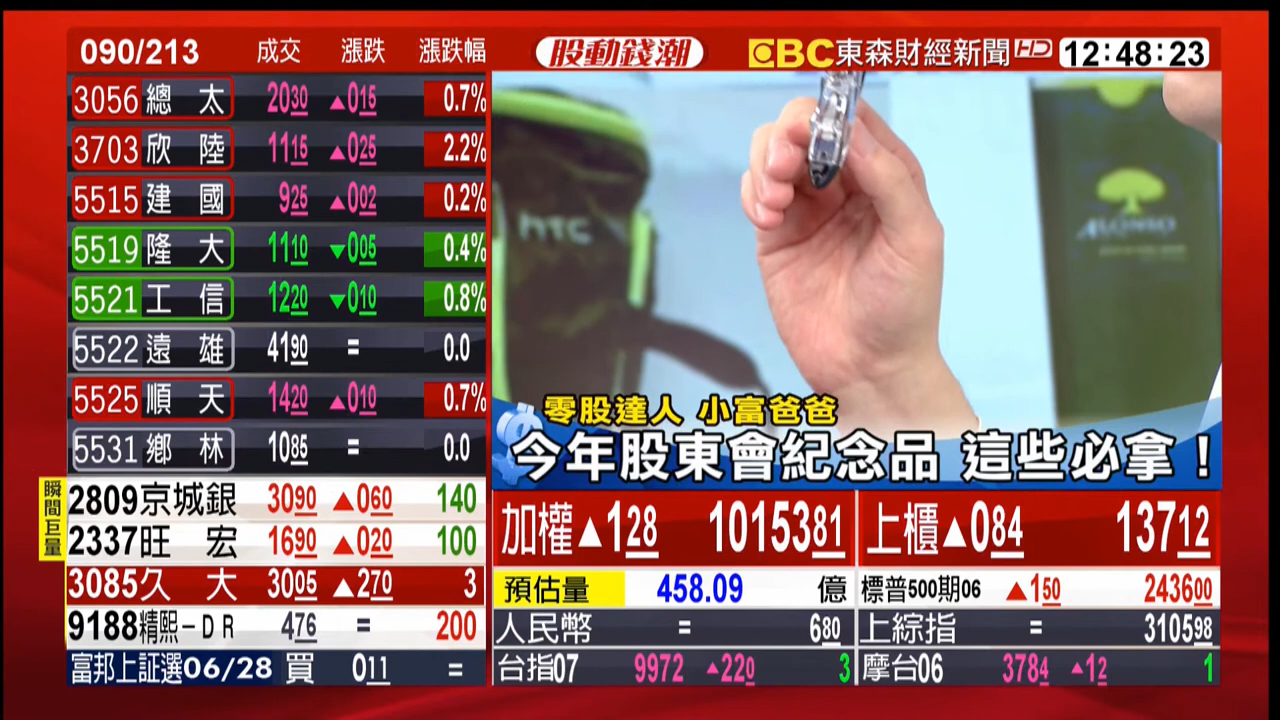 090/213 成交 漲跌 漲跌幅
股動錢潮 EBC 東森財經新聞 HD 12:48:23
3056 總太 20.30 ▲0.15 0.7%
3703 欣陸 11.15 ▲0.25 2.2%
5515 建國 9.25 ▲0.02 0.2%
5519 隆大 11.10 ▼0.05 0.4%
5521 工信 12.20 ▼0.10 0.8%
5522 遠雄 41.90 = 0.0
5525 順天 14.20 ▲0.10 0.7%
5531 鄉林 10.85 = 0.0
瞬間巨量
2809 京城銀 30.90 ▲0.60 140
2337 旺宏 16.90 ▲0.20 100
3085 久大 30.05 ▲2.70 3
9188 精熙-DR 4.76 = 200
富邦上証選06/28 買 0.11 =
hTC
ALONSO
零股達人 小富爸爸
今年股東會紀念品 這些必拿！
加權▲1.28 10153.81
上櫃▲0.84 137.12
預估量 458.09 億
標普500期06 ▲1.50 2436.00
人民幣 = 6.80
上綜指 = 3105.98
台指07 9972 ▲22.0 3
摩台06 378.4 ▲1.2 1